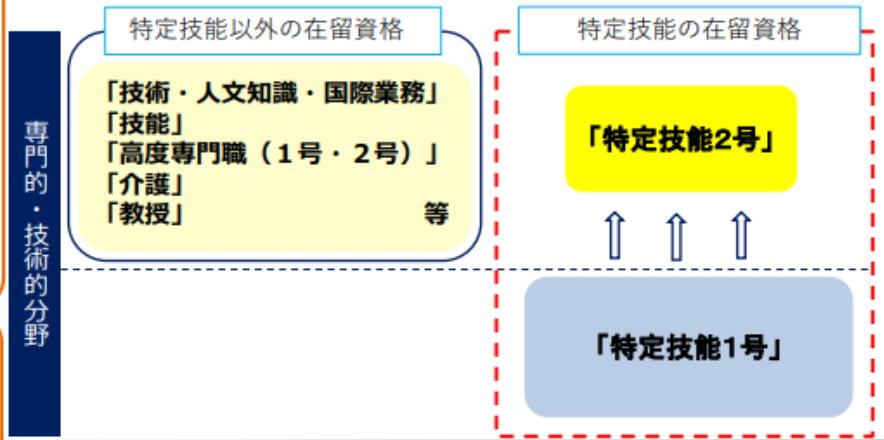 特定技能以外の在留資格
特定技能の在留資格
専門的・技術的分野
「技術・人文知識・国際業務」
「技能」
「高度専門職（１号・２号）」
「介護」
「教授」 等
「特定技能2号」
「特定技能1号」